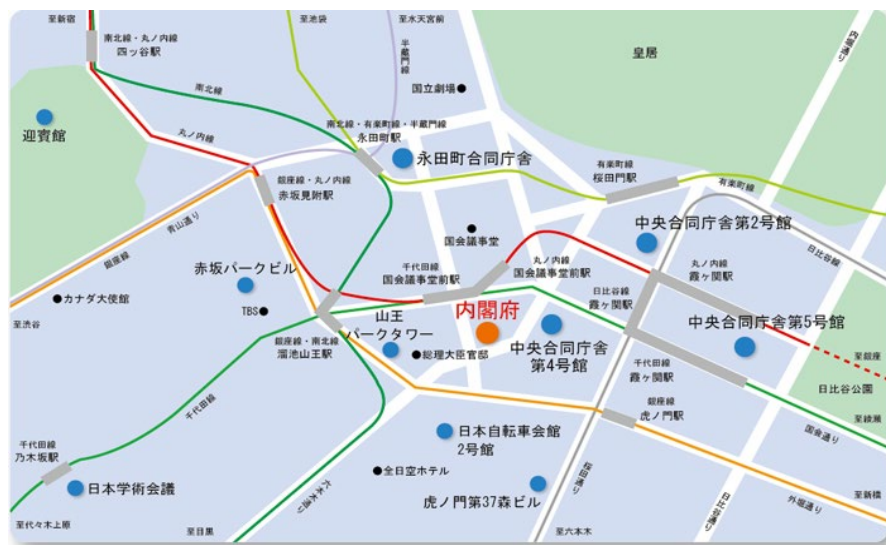 至新宿
南北線・丸ノ内線
四ッ谷駅
至池袋
至水天宮前
半蔵門線
皇居
内堀通り
国立劇場
南北線
迎賓館
丸ノ内線
南北線・有楽町線・半蔵門線
永田町駅
永田町合同庁舎
銀座線・丸ノ内線
赤坂見附駅
有楽町線
桜田門駅
有楽町線
青山通り
銀座線
国会議事堂
中央合同庁舎第2号館
日比谷線
赤坂パークビル
千代田線
国会議事堂前駅
丸ノ内線
国会議事堂前駅
丸ノ内線
霞ヶ関駅
日比谷線
霞ヶ関駅
カナダ大使館
TBS
山王
パークタワー
内閣府
中央合同庁舎
第4号館
中央合同庁舎第5号館
至渋谷
銀座線・南北線
溜池山王駅
総理大臣官邸
千代田線
霞ヶ関駅
至銀座
日比谷公園
千代田線
銀座線
虎ノ門駅
至綾瀬
国会通り
千代田線
乃木坂駅
日本自転車会館
2号館
全日空ホテル
桜田通り
日本学術会議
六本木通り
虎ノ門第37森ビル
日比谷通り
外堀通り
至新橋
至代々木上原
至目黒
至六本木